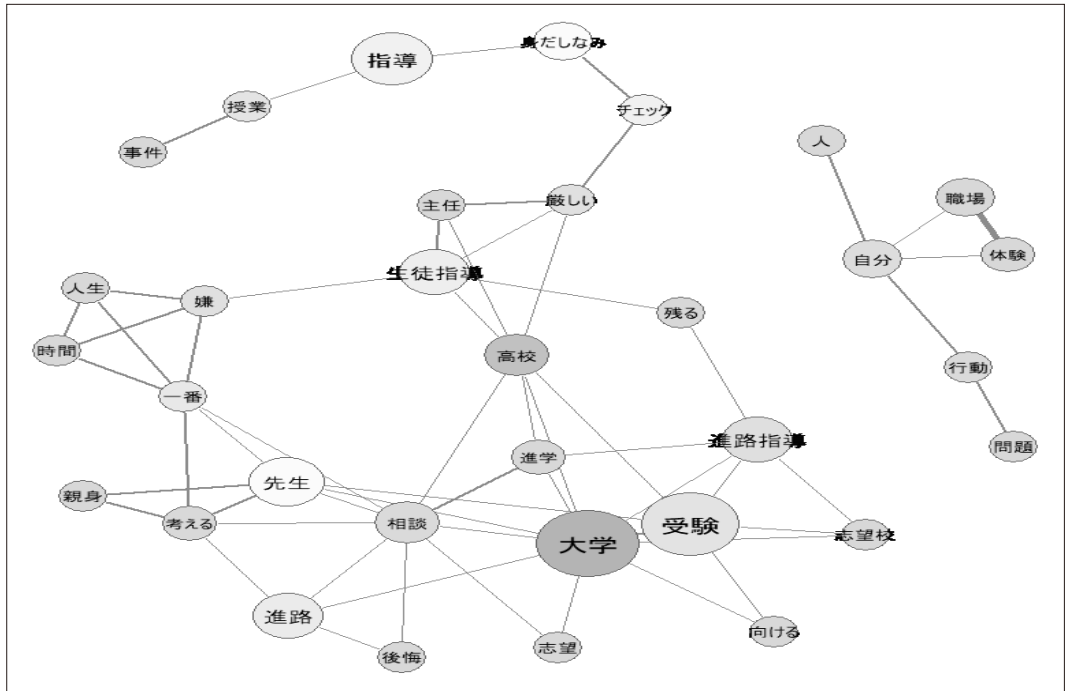 身だしなみ
指導
授業
チェック
事件
人
職場
主任
厳しい
自分
体験
生徒指導
人生
嫌
残る
時間
高校
行動
一番
進路指導
問題
進学
先生
親身
考える
相談
受験
大学
志望校
進路
向ける
志望
後悔